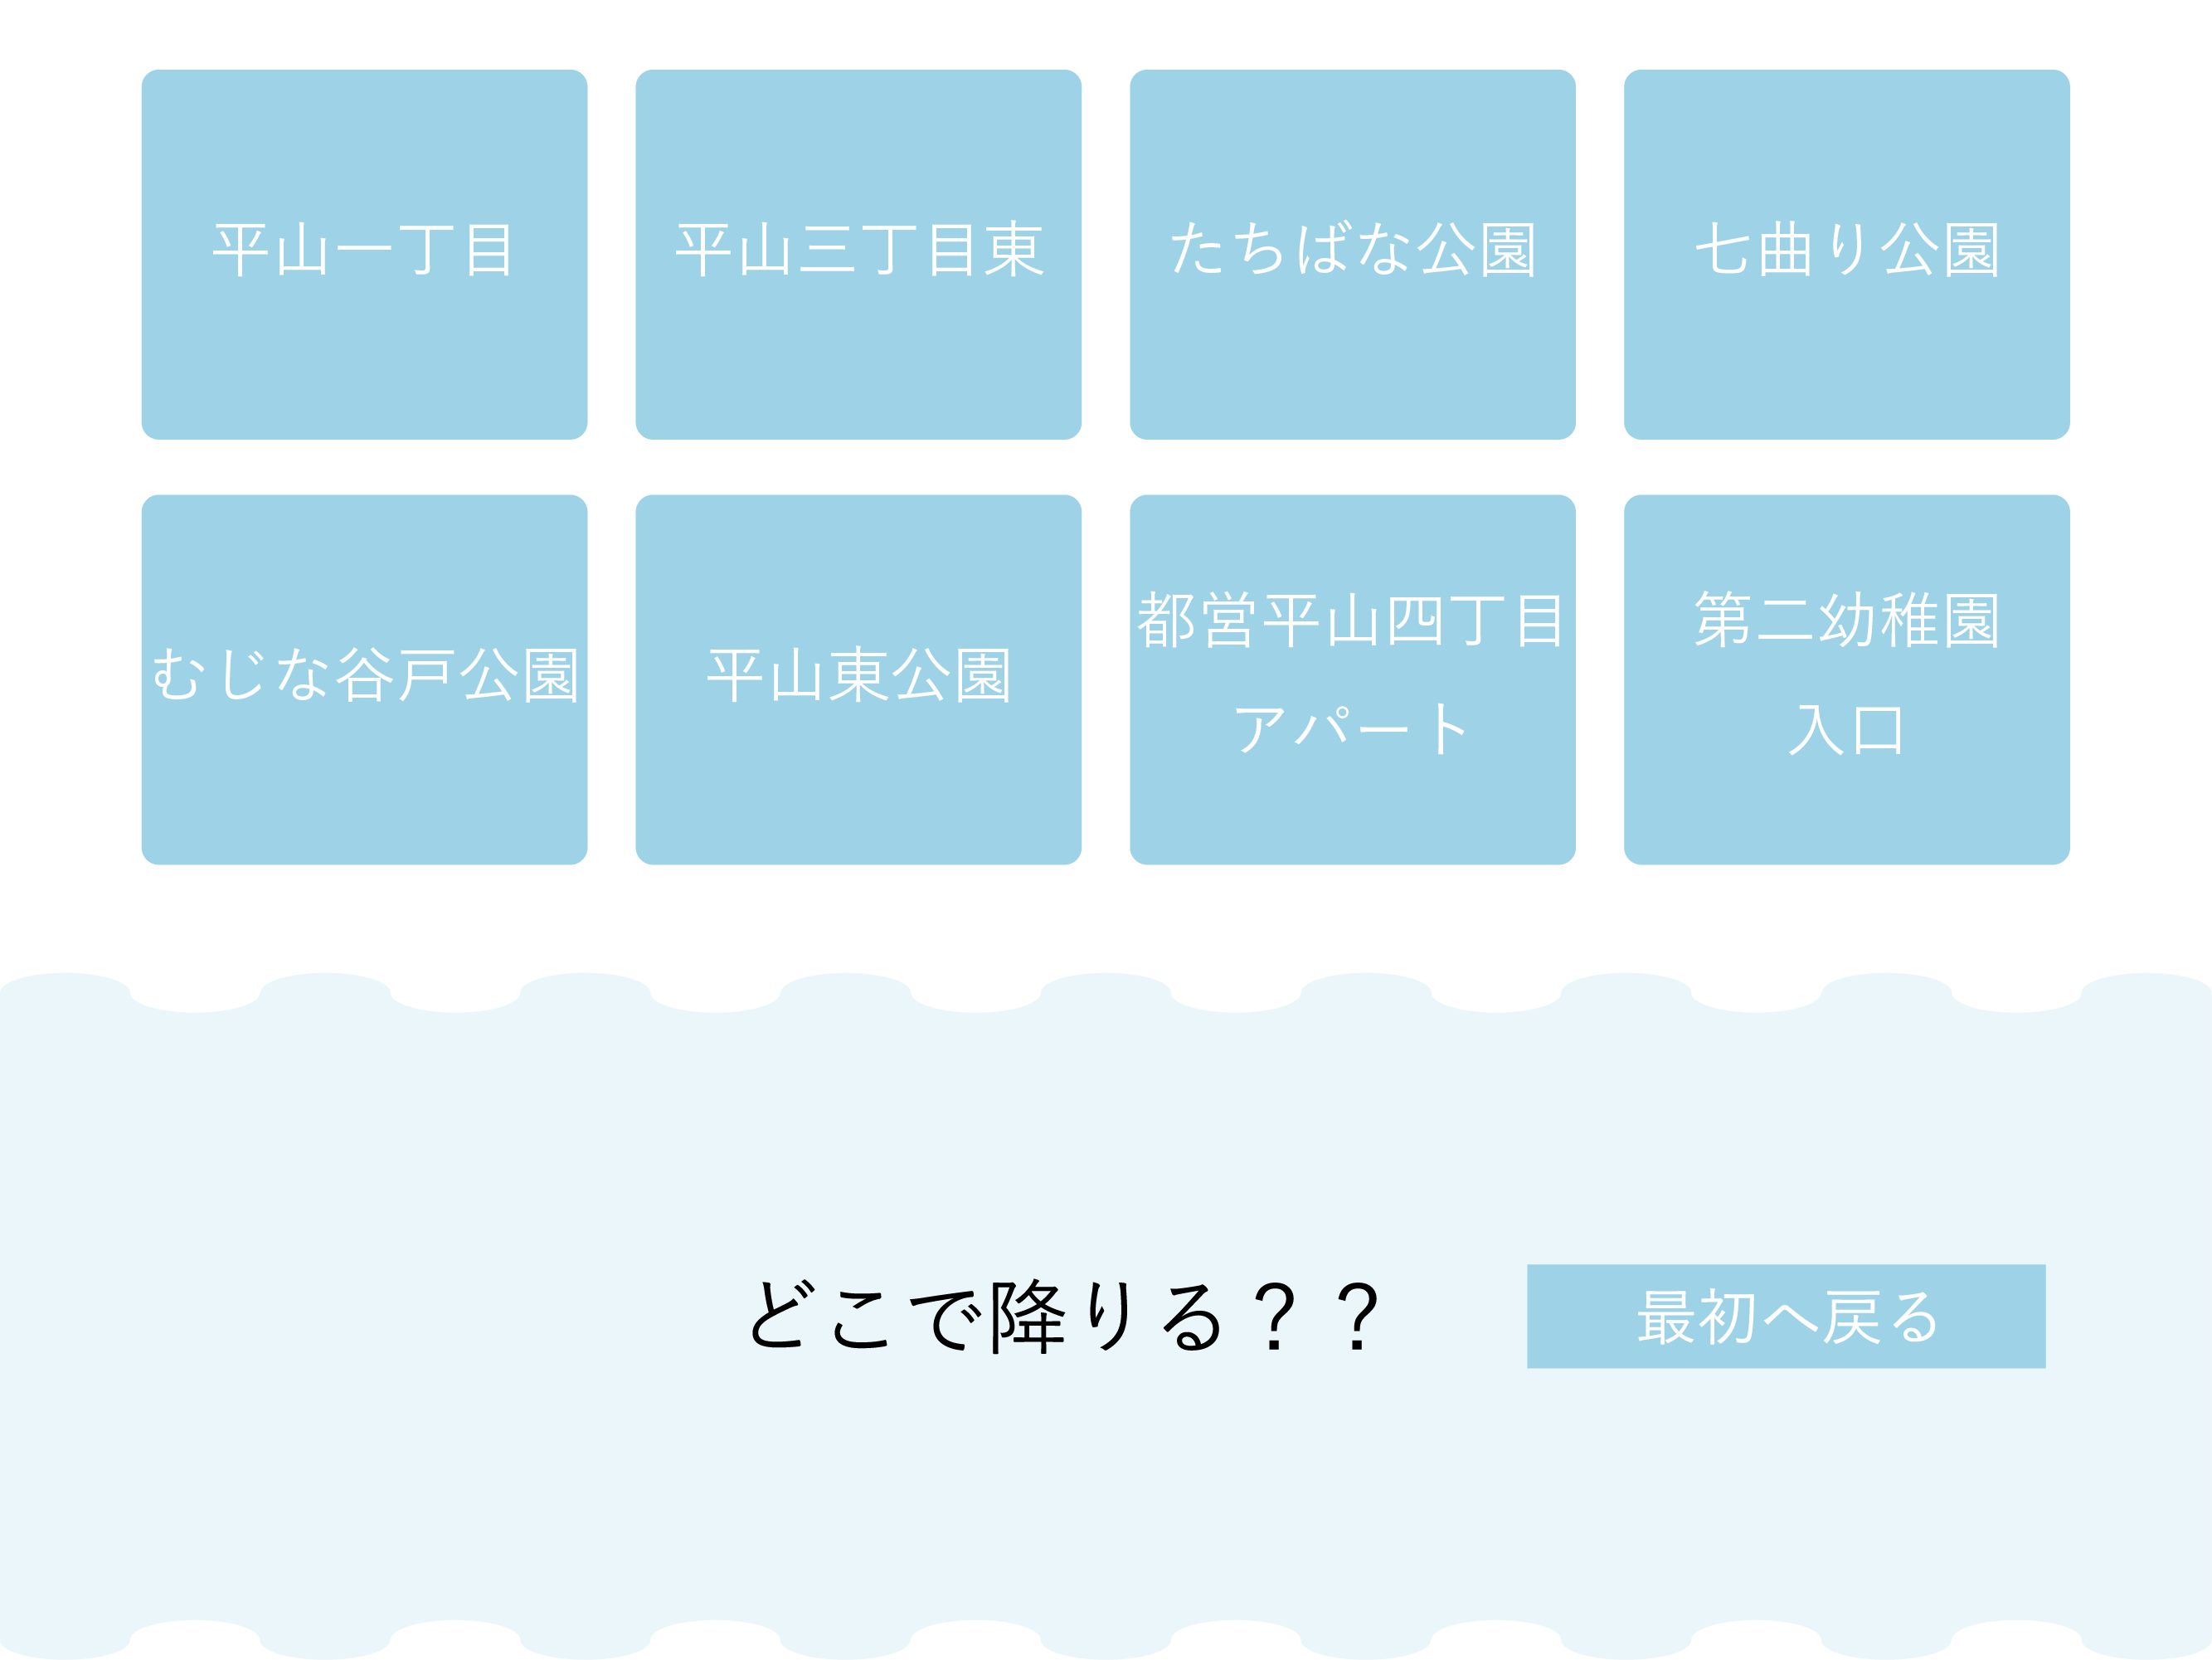 平山一丁目
平山三丁目東
たちばな公園
七曲り公園
むじな谷戸公園
平山東公園
都営平山四丁目
アパート
第二幼稚園
入口
どこで降りる？？
最初へ戻る